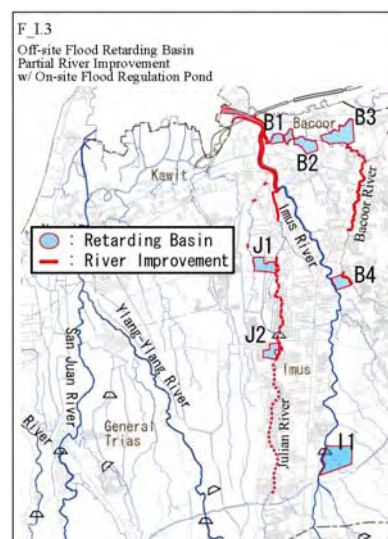 F_I.3
Off-site Flood Retarding Basin
Partial River Improvement
w/ On-site Flood Regulation Pond
B1
Bacoor
B3
B2
Kawit
Imus River
Bacoor River
: Retarding Basin
: River Improvement
J1
B4
J2
Imus
San Juan River
Ylang-Ylang River
General
Trias
Julian River
River
I1